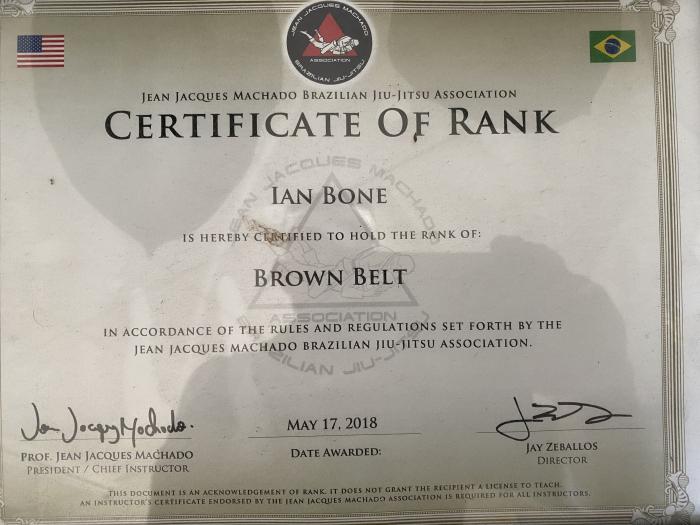 JEAN JACQUES MACHADO
ASSOCIATION
BRAZILIAN JIU-JITSU
JEAN JACQUES MACHADO BRAZILIAN JIU-JITSU ASSOCIATION
CERTIFICATE OF RANK
JEAN JACQUES MACHADO
IAN BONE
IS HEREBY CERTIFIED TO HOLD THE RANK OF:
BROWN BELT
ASSOCIATION
IN ACCORDANCE OF THE RULES AND REGULATIONS SET FORTH BY THE
JEAN JACQUES MACHADO BRAZILIAN JIU-JITSU ASSOCIATION.
BRAZILIAN JIU-JITSU
MAY 17, 2018
PROF. JEAN JACQUES MACHADO
PRESIDENT / CHIEF INSTRUCTOR
DATE AWARDED:
JAY ZEBALLOS
DIRECTOR
THIS DOCUMENT IS AN ACKNOWLEDGEMENT OF RANK. IT DOES NOT GRANT THE RECIPIENT A LICENSE TO TEACH.
AN INSTRUCTOR'S CERTIFICATE ENDORSED BY THE JEAN JACQUES MACHADO ASSOCIATION IS REQUIRED FOR ALL INSTRUCTORS.